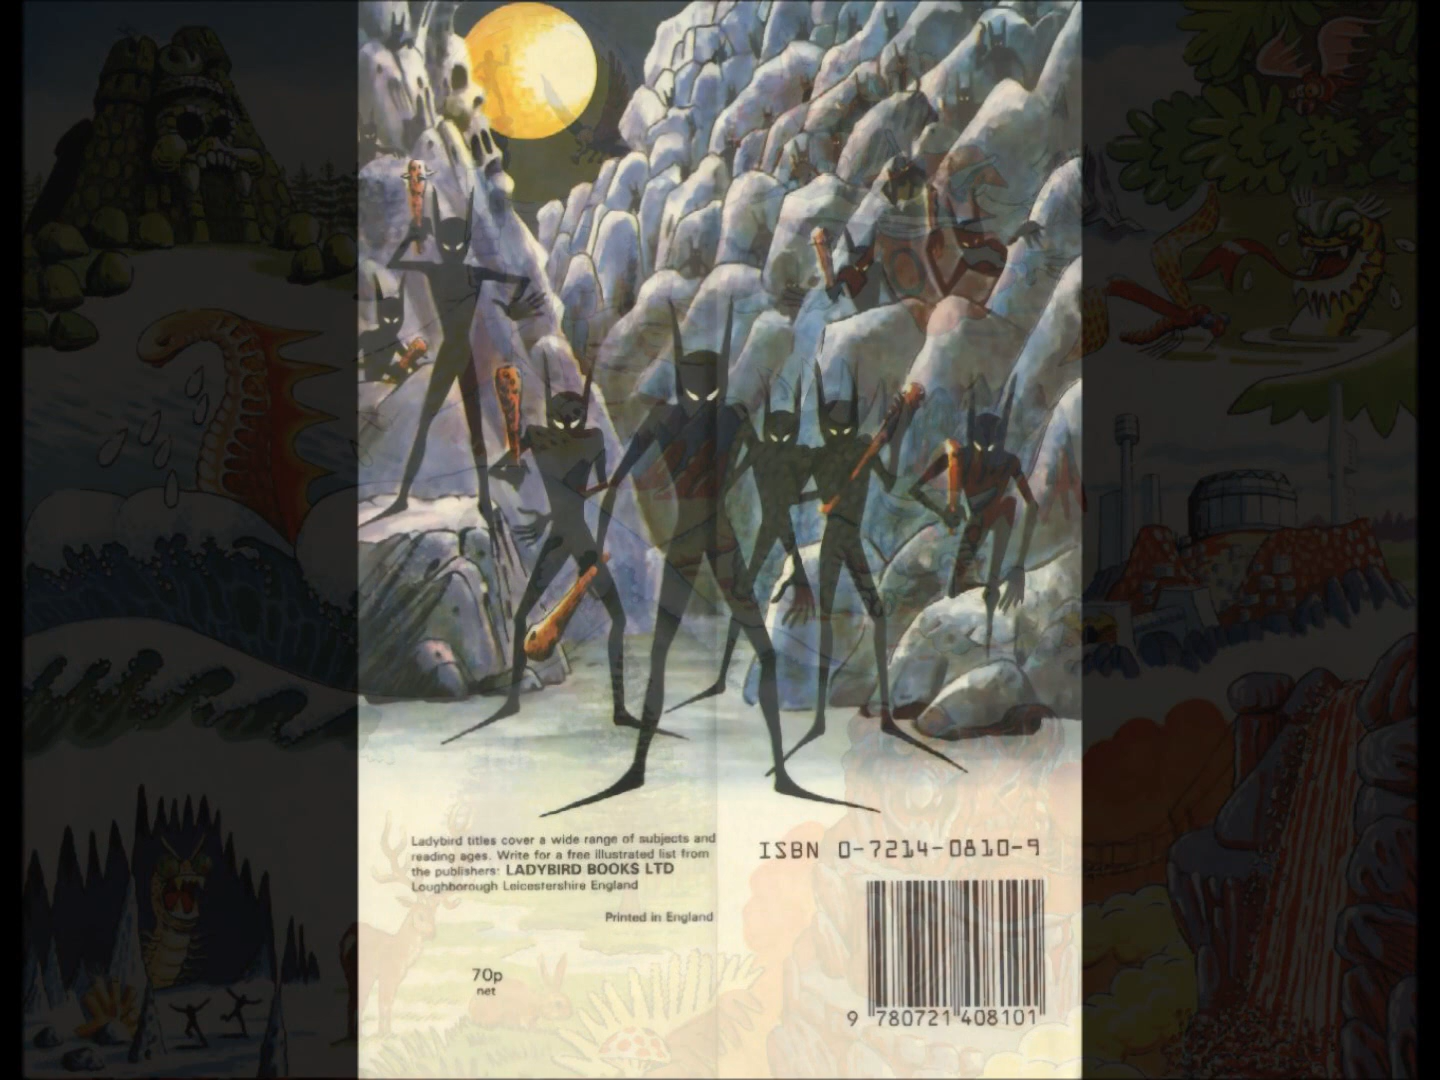 Ladybird titles cover a wide range of subjects and
reading ages. Write for a free illustrated list from
the publishers: LADYBIRD BOOKS LTD
Loughborough Leicestershire England
Printed in England
70p
net
ISBN 0-7214-0810-9
9 780721 408101